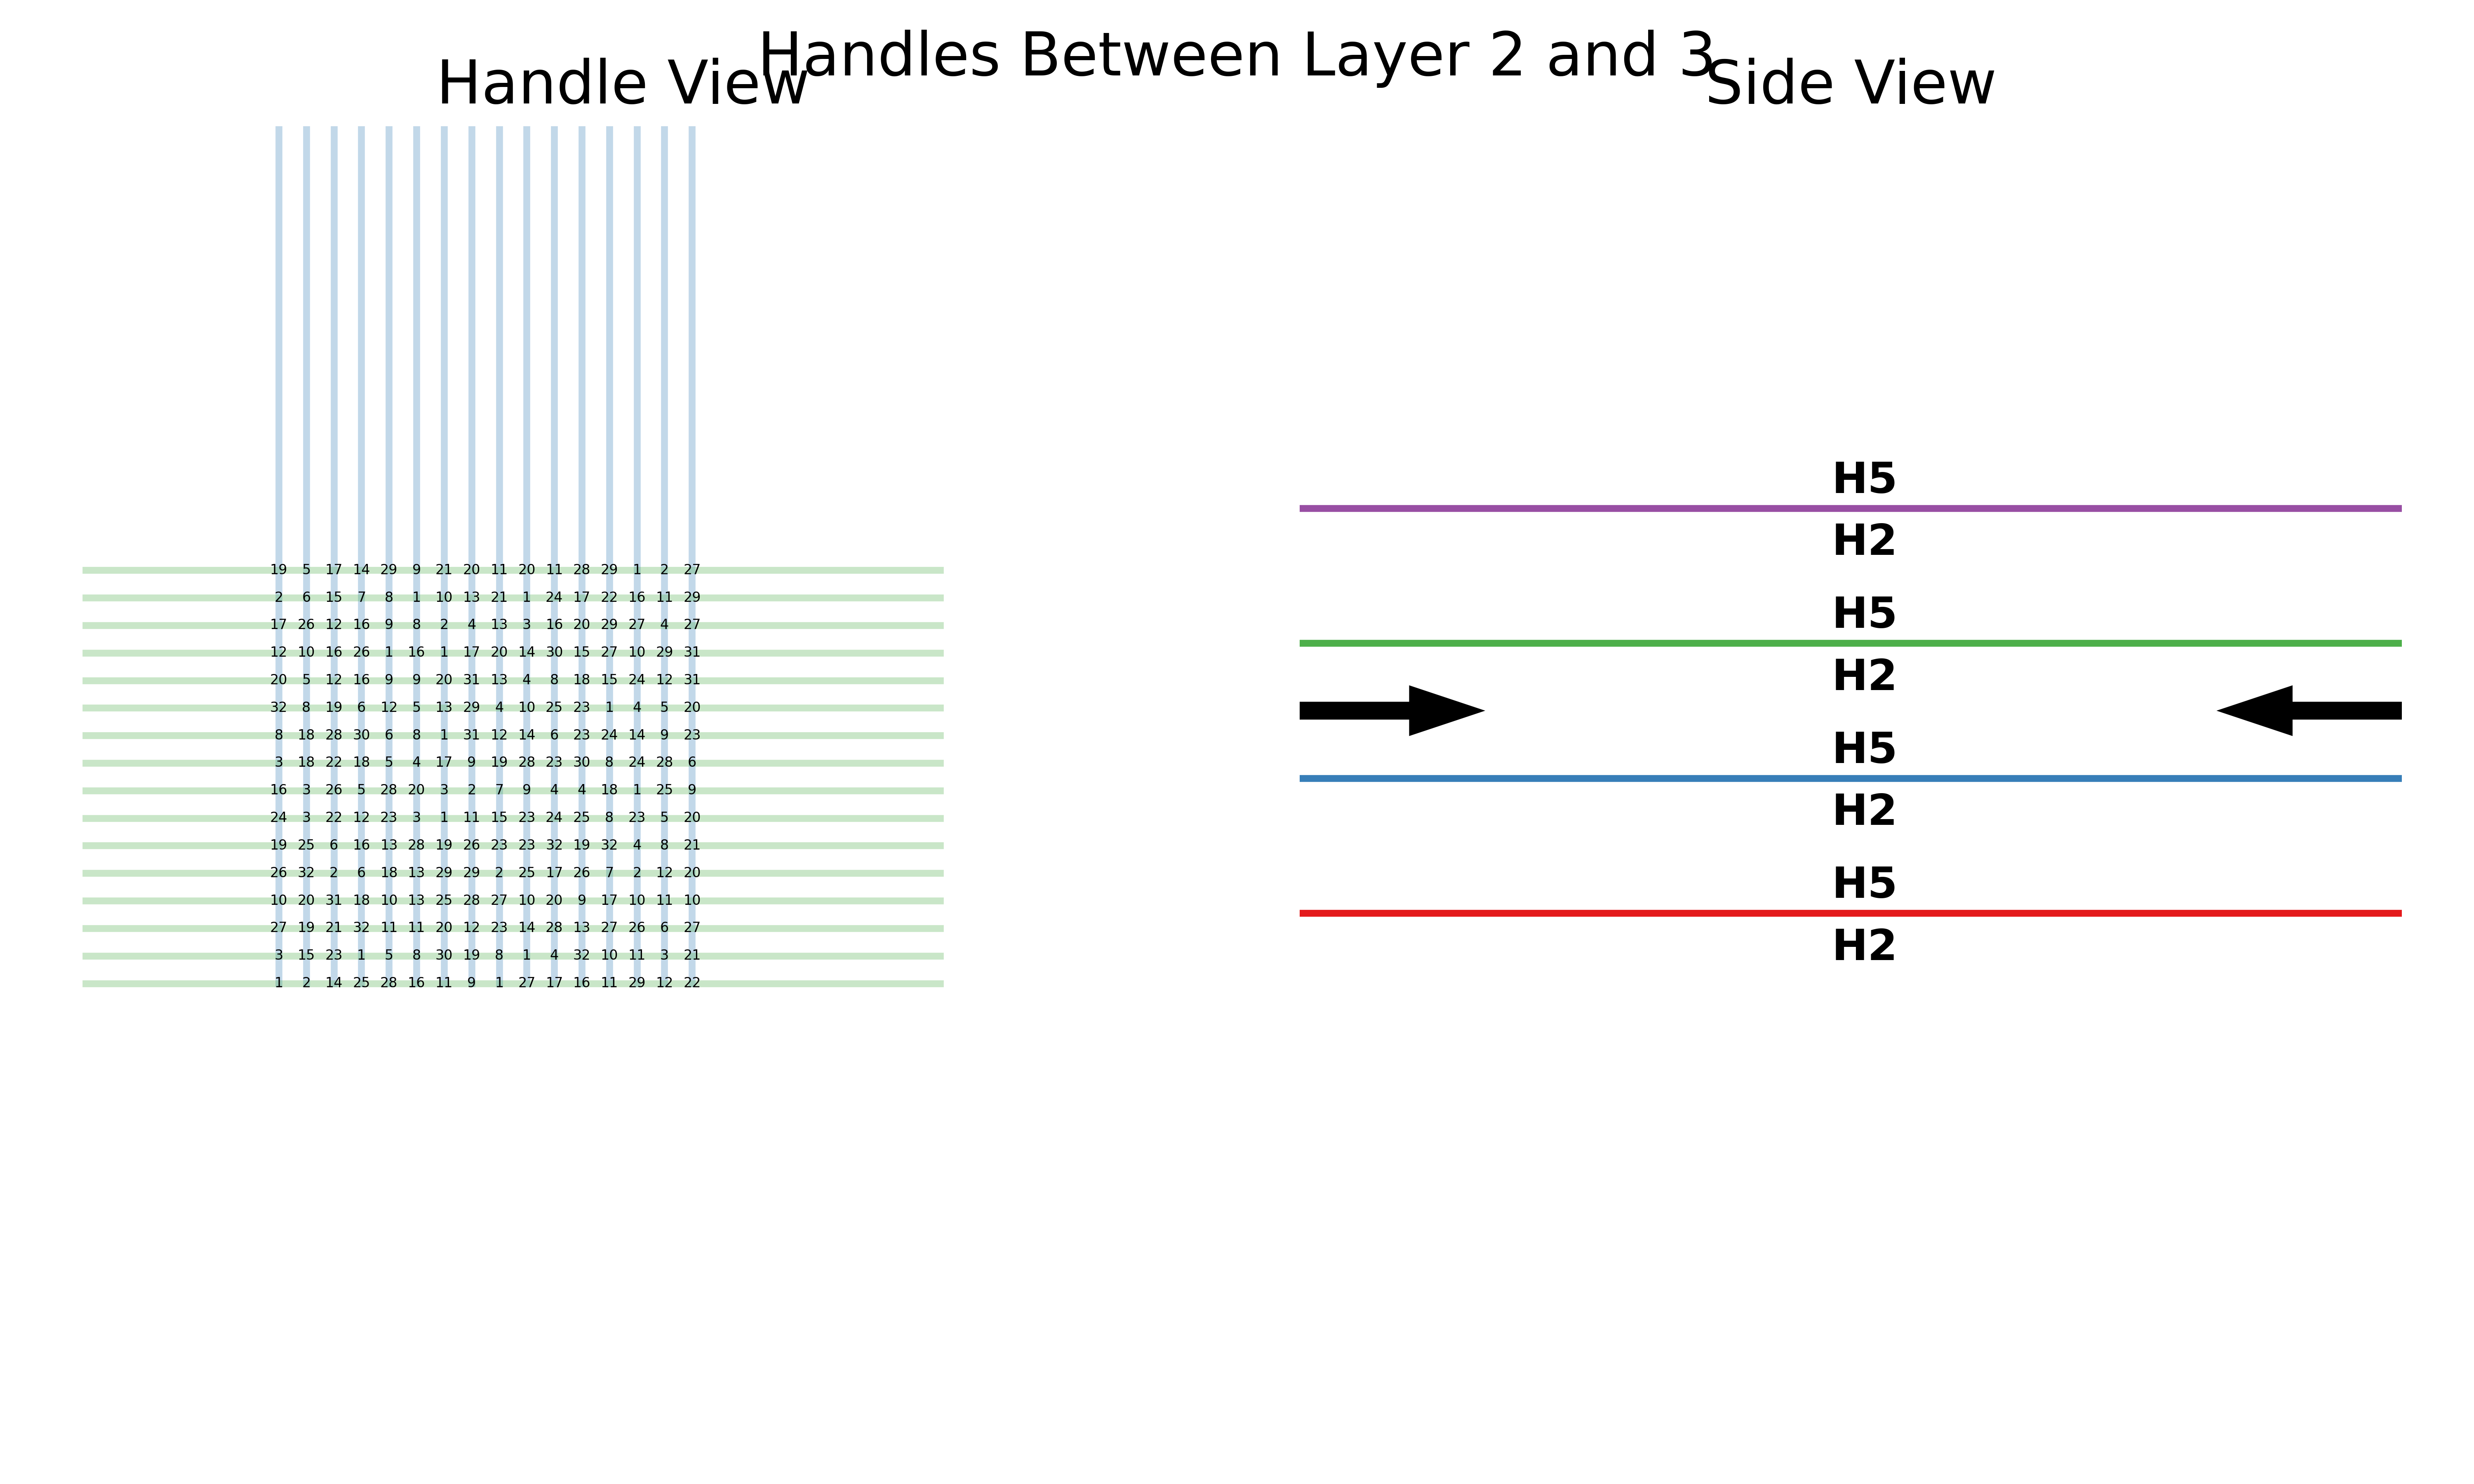 Handles Between Layer 2 and 3
Handle View
Side View
19 5 17 14 29 9 21 20 11 20 11 28 29 1 2 27
2 6 15 7 8 1 10 13 21 1 24 17 22 16 11 29
17 26 12 16 9 8 2 4 13 3 16 20 29 27 4 27
12 10 16 26 1 16 1 17 20 14 30 15 27 10 29 31
20 5 12 16 9 9 20 31 13 4 8 18 15 24 12 31
32 8 19 6 12 5 13 29 4 10 25 23 1 4 5 20
8 18 28 30 6 8 1 31 12 14 6 23 24 14 9 23
3 18 22 18 5 4 17 9 19 28 23 30 8 24 28 6
16 3 26 5 28 20 3 2 7 9 4 4 18 1 25 9
24 3 22 12 23 3 1 11 15 23 24 25 8 23 5 20
19 25 6 16 13 28 19 26 23 23 32 19 32 4 8 21
26 32 2 6 18 13 29 29 2 25 17 26 7 2 12 20
10 20 31 18 10 13 25 28 27 10 20 9 17 10 11 10
27 19 21 32 11 11 20 12 23 14 28 13 27 26 6 27
3 15 23 1 5 8 30 19 8 1 4 32 10 11 3 21
1 2 14 25 28 16 11 9 1 27 17 16 11 29 12 22
H5
H2
H5
H2
H5
H2
H5
H2